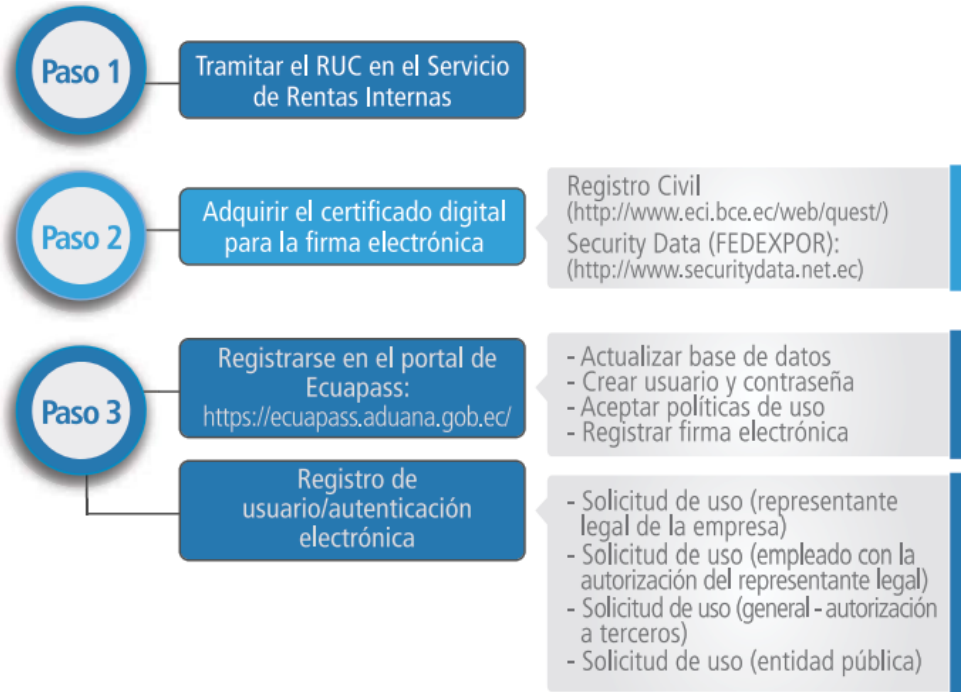 Paso 1
Tramitar el RUC en el Servicio
de Rentas Internas
Paso 2
Adquirir el certificado digital
para la firma electrónica
Registro Civil
(http://www.eci.bce.ec/web/quest/)
Security Data (FEDEXPOR):
(http://www.securitydata.net.ec)
Paso 3
Registrarse en el portal de
Ecuapass:
https://ecuapass.aduana.gob.ec/
- Actualizar base de datos
- Crear usuario y contraseña
- Aceptar políticas de uso
- Registrar firma electrónica
Registro de
usuario/autenticación
electrónica
- Solicitud de uso (representante
legal de la empresa)
- Solicitud de uso (empleado con la
autorización del representante legal)
- Solicitud de uso (general - autorización
a terceros)
- Solicitud de uso (entidad pública)